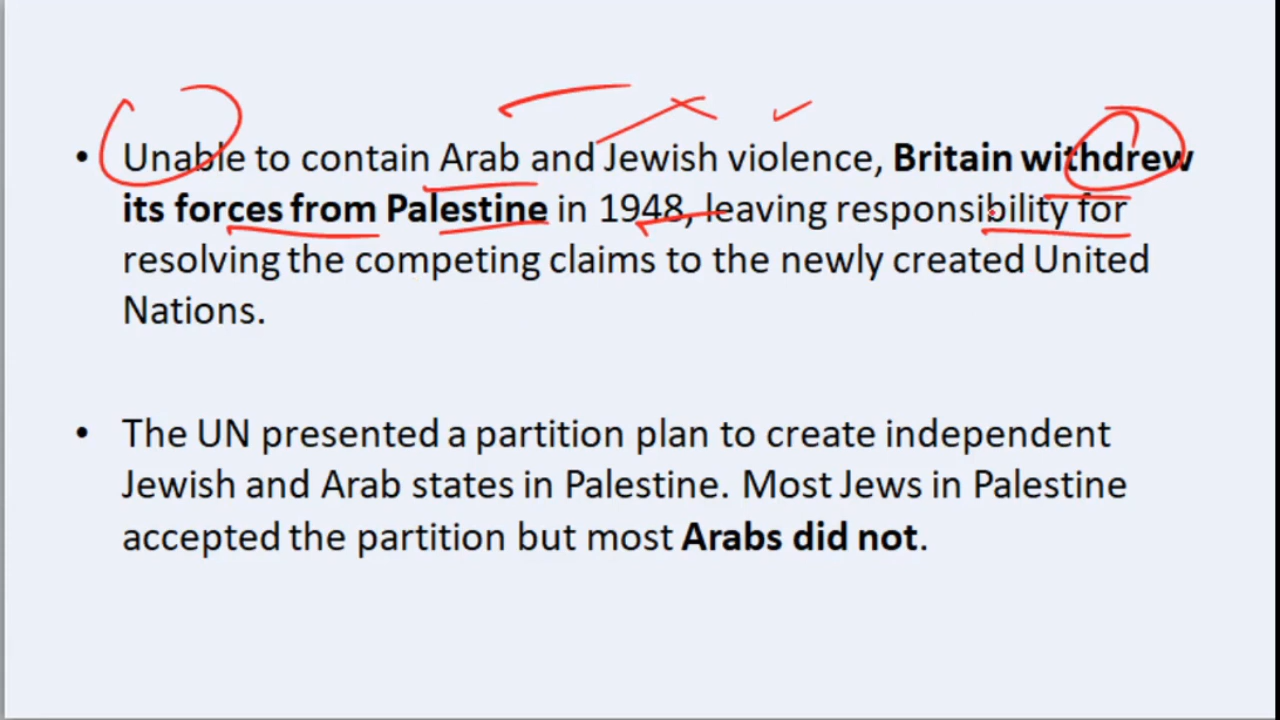 • Unable to contain Arab and Jewish violence, Britain withdrew
its forces from Palestine in 1948, leaving responsibility for
resolving the competing claims to the newly created United
Nations.
• The UN presented a partition plan to create independent
Jewish and Arab states in Palestine. Most Jews in Palestine
accepted the partition but most Arabs did not.